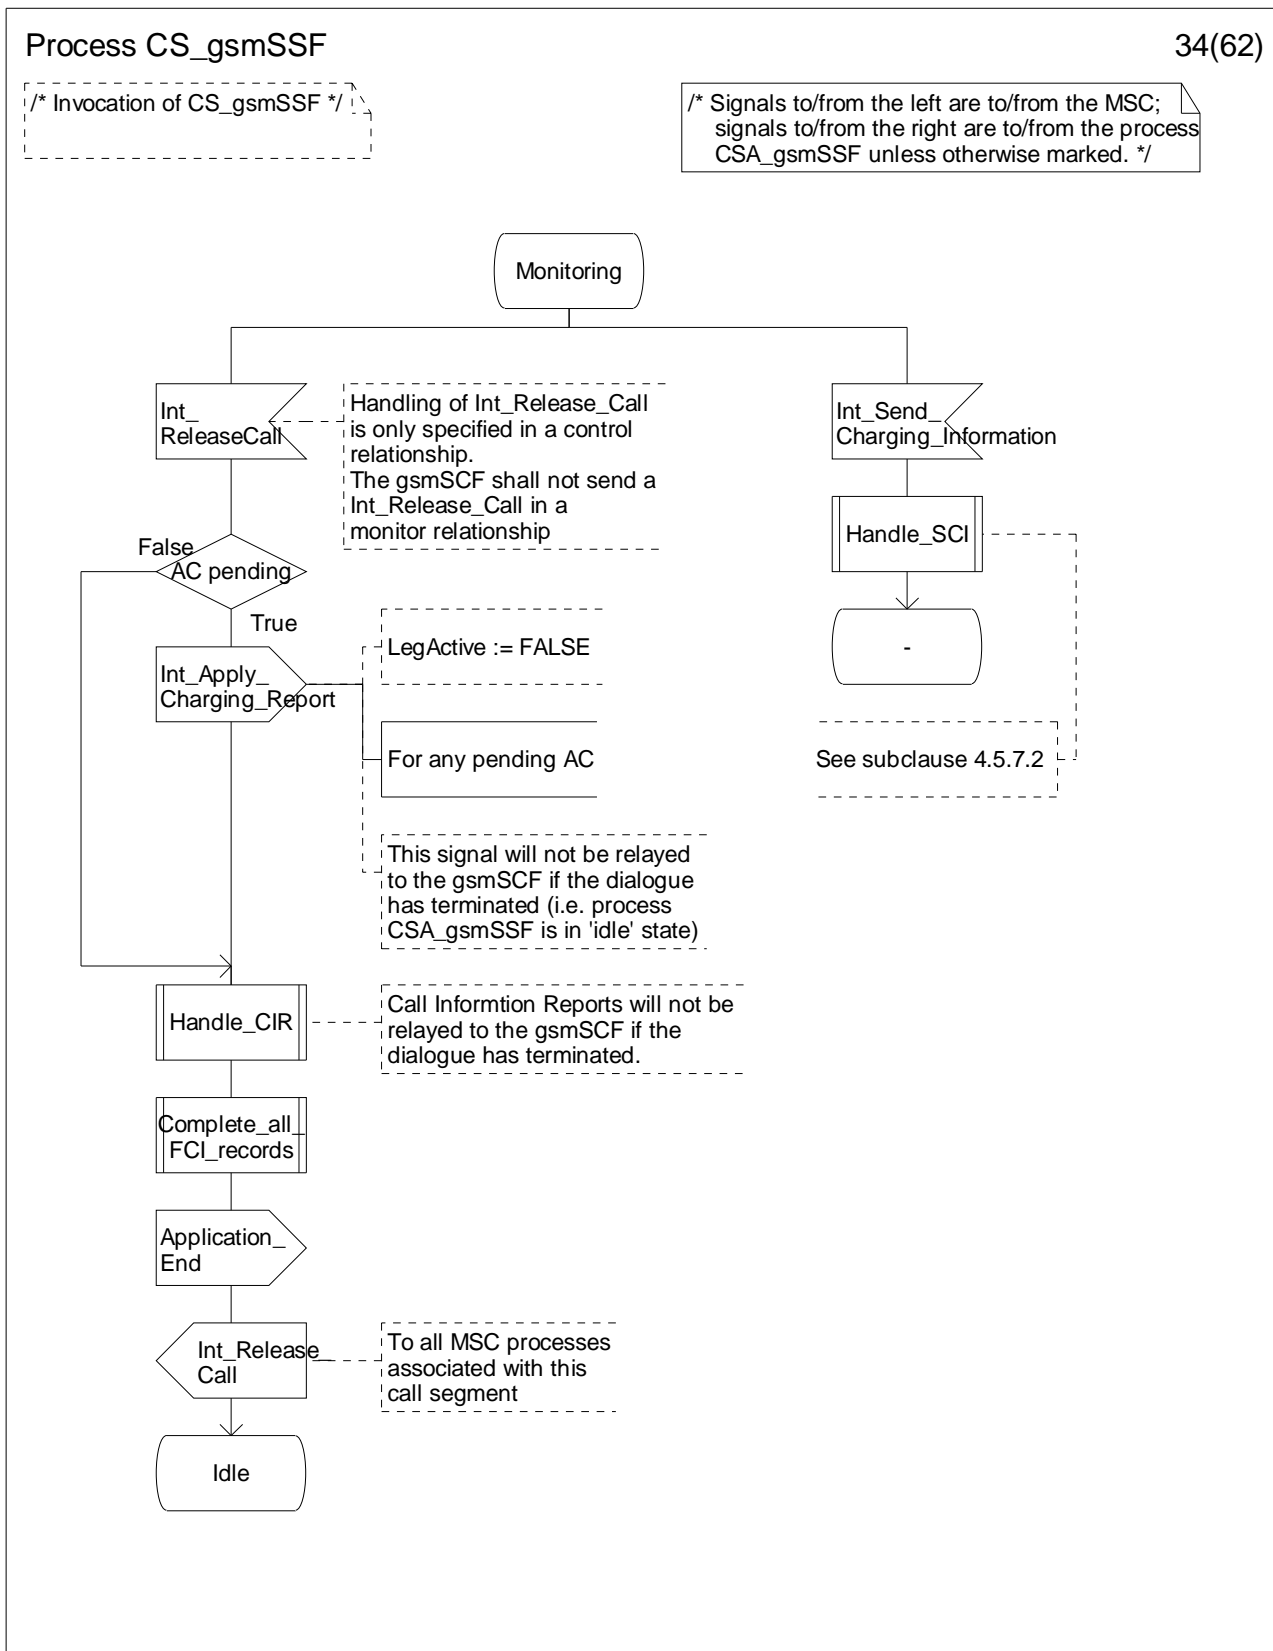 Process CS_gsmSSF
34(62)
/* Invocation of CS_gsmSSF */
/* Signals to/from the left are to/from the MSC;
signals to/from the right are to/from the process
CSA_gsmSSF unless otherwise marked. */
Monitoring
Int_
ReleaseCall
Handling of Int_Release_Call
is only specified in a control
relationship.
The gsmSCF shall not send a
Int_Release_Call in a
monitor relationship
Int_Send_
Charging_Information
Handle_SCI
False
AC pending
True
-
LegActive := FALSE
Int_Apply_
Charging_Report
For any pending AC
See subclause 4.5.7.2
This signal will not be relayed
to the gsmSCF if the dialogue
has terminated (i.e. process
CSA_gsmSSF is in 'idle' state)
Handle_CIR
Call Informtion Reports will not be
relayed to the gsmSCF if the
dialogue has terminated.
Complete_all_
FCI_records
Application_
End
Int_Release_
Call
To all MSC processes
associated with this
call segment
Idle